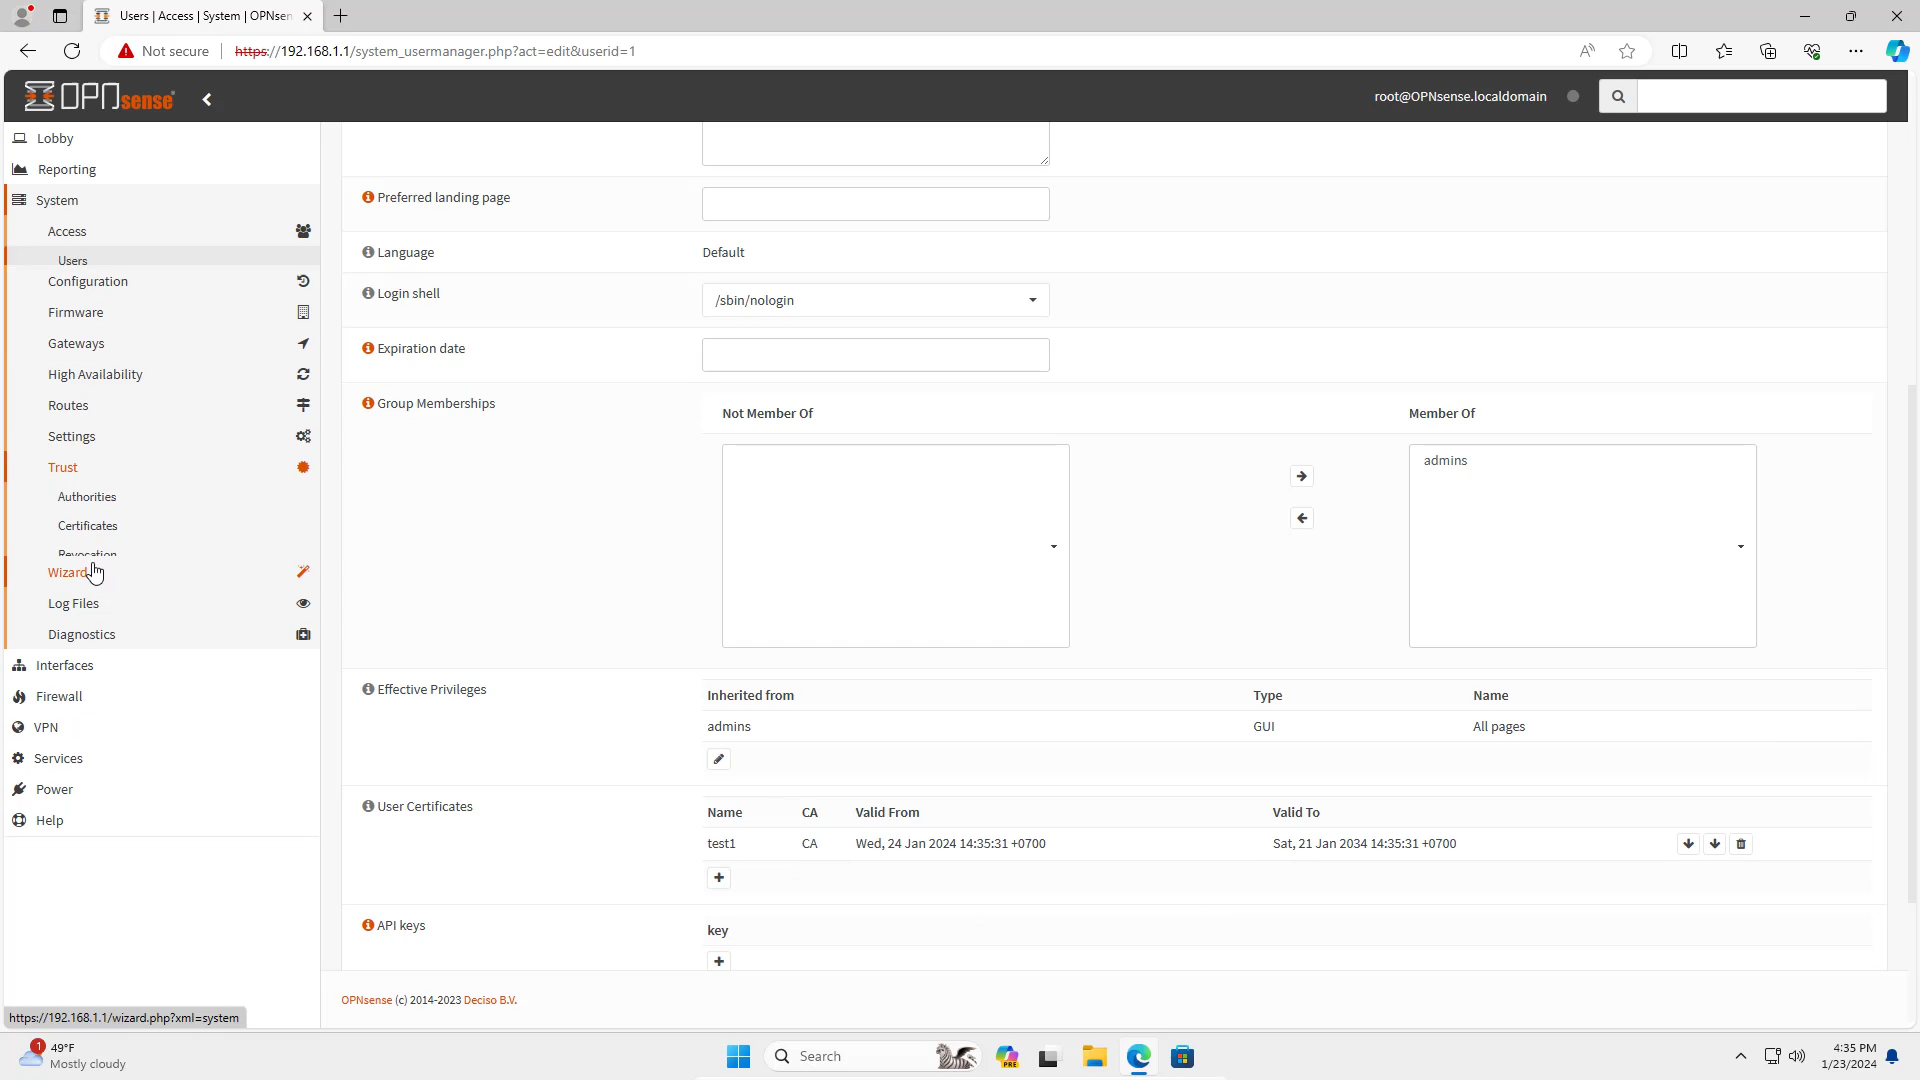 Users | Access | System | OPNsen
Not secure
https://192.168.1.1/system_usermanager.php?act=edit&userid=1
OPNsense
root@OPNsense.localdomain
Lobby
Reporting
System
Access
Users
Configuration
Firmware
Gateways
High Availability
Routes
Settings
Trust
Authorities
Certificates
Revocation
Wizard
Log Files
Diagnostics
Interfaces
Firewall
VPN
Services
Power
Help
Preferred landing page
Language
Default
Login shell
/sbin/nologin
Expiration date
Group Memberships
Not Member Of
Member Of
admins
Effective Privileges
Inherited from Type Name
admins GUI All pages
User Certificates
Name CA Valid From Valid To
test1 CA Wed, 24 Jan 2024 14:35:31 +0700 Sat, 21 Jan 2034 14:35:31 +0700
API keys
key
OPNsense (c) 2014-2023 Deciso B.V.
https://192.168.1.1/wizard.php?xml=system
1
49°F
Mostly cloudy
Search
PRE
4:35 PM
1/23/2024